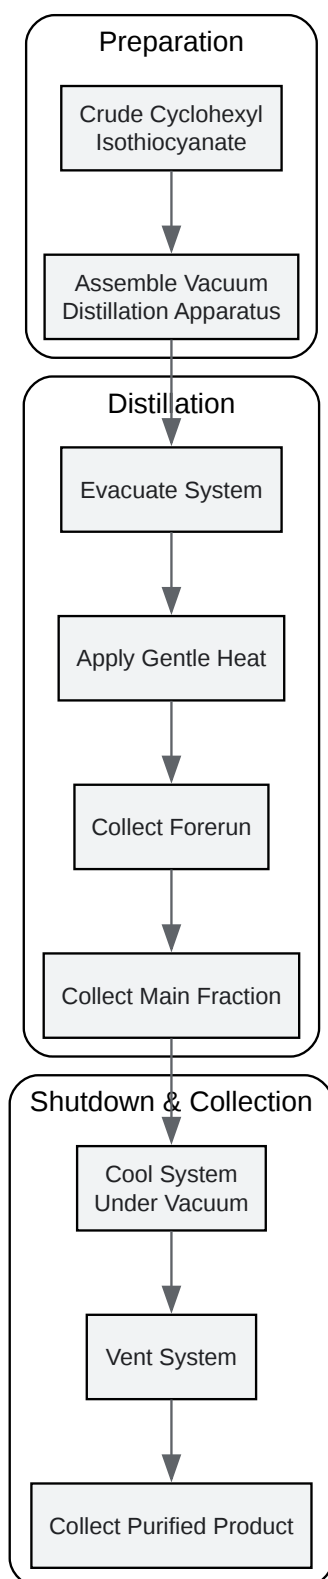 Preparation
Crude Cyclohexyl
Isothiocyanate
Assemble Vacuum
Distillation Apparatus
Distillation
Evacuate System
Apply Gentle Heat
Collect Forerun
Collect Main Fraction
Shutdown & Collection
Cool System
Under Vacuum
Vent System
Collect Purified Product